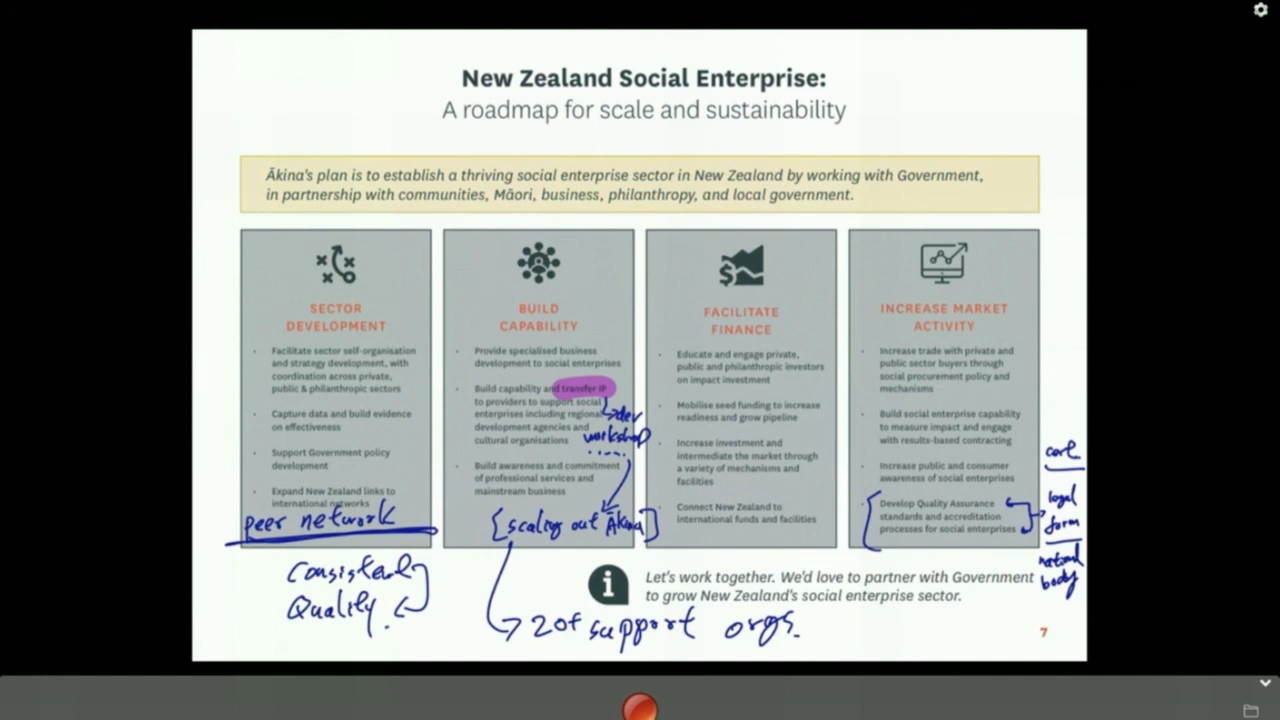 New Zealand Social Enterprise:
A roadmap for scale and sustainability
Ākina's plan is to establish a thriving social enterprise sector in New Zealand by working with Government,
in partnership with communities, Māori, business, philanthropy, and local government.
SECTOR
DEVELOPMENT
Facilitate sector self-organisation
and strategy development, with
coordination across private,
public & philanthropic sectors
Capture data and build evidence
on effectiveness
Support Government policy
development
Expand New Zealand links to
international networks
peer network
Consistency
Quality.
BUILD
CAPABILITY
Provide specialised business
development to social enterprises
Build capability and transfer IP
to providers to support social
enterprises including regional
development agencies and
cultural organisations
dev
workshop
....
Build awareness and commitment
of professional services and
mainstream business
[scaling out Ākina]
20+ support orgs.
FACILITATE
FINANCE
Educate and engage private,
public and philanthropic investors
on impact investment
Mobilise seed funding to increase
readiness and grow pipeline
Increase investment and
intermediate the market through
a variety of mechanisms and
facilities
Connect New Zealand to
international funds and facilities
INCREASE MARKET
ACTIVITY
Increase trade with private and
public sector buyers through
social procurement policy and
mechanisms
Build social enterprise capability
to measure impact and engage
with results-based contracting
Increase public and consumer
awareness of social enterprises
Develop Quality Assurance
standards and accreditation
processes for social enterprises
legal
form
national
body
Let's work together. We'd love to partner with Government
to grow New Zealand's social enterprise sector.
7